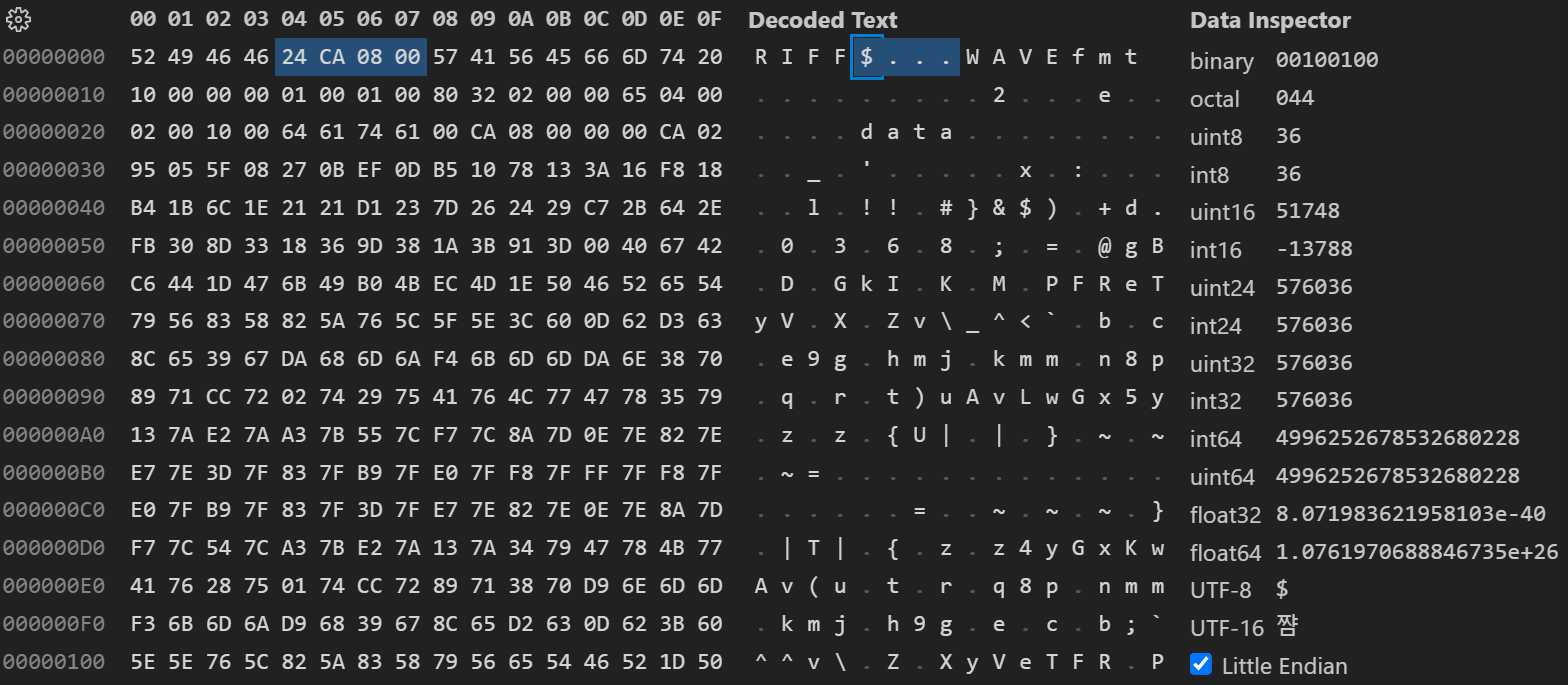 00 01 02 03 04 05 06 07 08 09 0A 0B 0C 0D 0E 0F Decoded Text Data Inspector
00000000 52 49 46 46 24 CA 08 00 57 41 56 45 66 6D 74 20 R I F F $ . . . W A V E f m t binary 00100100
00000010 10 00 00 00 01 00 01 00 80 32 02 00 00 65 04 00 . . . . . . . . . 2 . . . e . . octal 044
00000020 02 00 10 00 64 61 74 61 00 CA 08 00 00 00 CA 02 . . . . d a t a . . . . . . . . uint8 36
00000030 95 05 5F 08 27 0B EF 0D B5 10 78 13 3A 16 F8 18 . . _ . ' . . . . . x . : . . . int8 36
00000040 B4 1B 6C 1E 21 21 D1 23 7D 26 24 29 C7 2B 64 2E . . l . ! ! . # } & $ ) . + d . uint16 51748
00000050 FB 30 8D 33 18 36 9D 38 1A 3B 91 3D 00 40 67 42 . 0 . 3 . 6 . 8 . ; . = . @ g B int16 -13788
00000060 C6 44 1D 47 6B 49 B0 4B EC 4D 1E 50 46 52 65 54 . D . G k I . K . M . P F R e T uint24 576036
00000070 79 56 83 58 82 5A 76 5C 5F 5E 3C 60 0D 62 D3 63 y V . X . Z v \ _ ^ < ` . b . c int24 576036
00000080 8C 65 39 67 DA 68 6D 6A F4 6B 6D 6D DA 6E 38 70 . e 9 g . h m j . k m m . n 8 p uint32 576036
00000090 89 71 CC 72 02 74 29 75 41 76 4C 77 47 78 35 79 . q . r . t ) u A v L w G x 5 y int32 576036
000000A0 13 7A E2 7A A3 7B 55 7C F7 7C 8A 7D 0E 7E 82 7E . z . z . { U | . | . } . ~ . ~ int64 4996252678532680228
000000B0 E7 7E 3D 7F 83 7F B9 7F E0 7F F8 7F FF 7F F8 7F . ~ = . . . . . . . . . . . . . uint64 4996252678532680228
000000C0 E0 7F B9 7F 83 7F 3D 7F E7 7E 82 7E 0E 7E 8A 7D . . . . . . = . . ~ . ~ . ~ . } float32 8.071983621958103e-40
000000D0 F7 7C 54 7C A3 7B E2 7A 13 7A 34 79 47 78 4B 77 . | T | . { . z . z 4 y G x K w float64 1.0761970688846735e+26
000000E0 41 76 28 75 01 74 CC 72 89 71 38 70 D9 6E 6D 6D A v ( u . t . r . q 8 p . n m m UTF-8 $
000000F0 F3 6B 6D 6A D9 68 39 67 8C 65 D2 63 0D 62 3B 60 . k m j . h 9 g . e . c . b ; ` UTF-16 쨤
00000100 5E 5E 76 5C 82 5A 83 58 79 56 65 54 46 52 1D 50 ^ ^ v \ . Z . X y V e T F R . P Little Endian